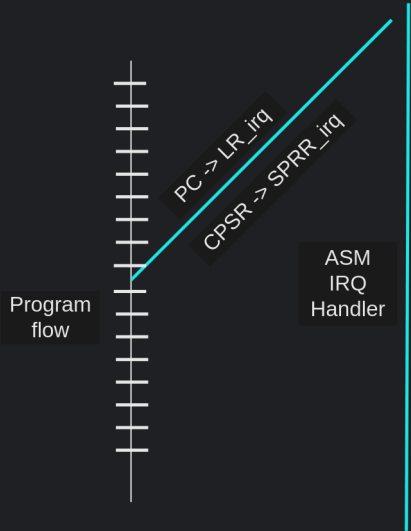 PC -> LR_irq
CPSR -> SPRR_irq
ASM
IRQ
Handler
Program
flow